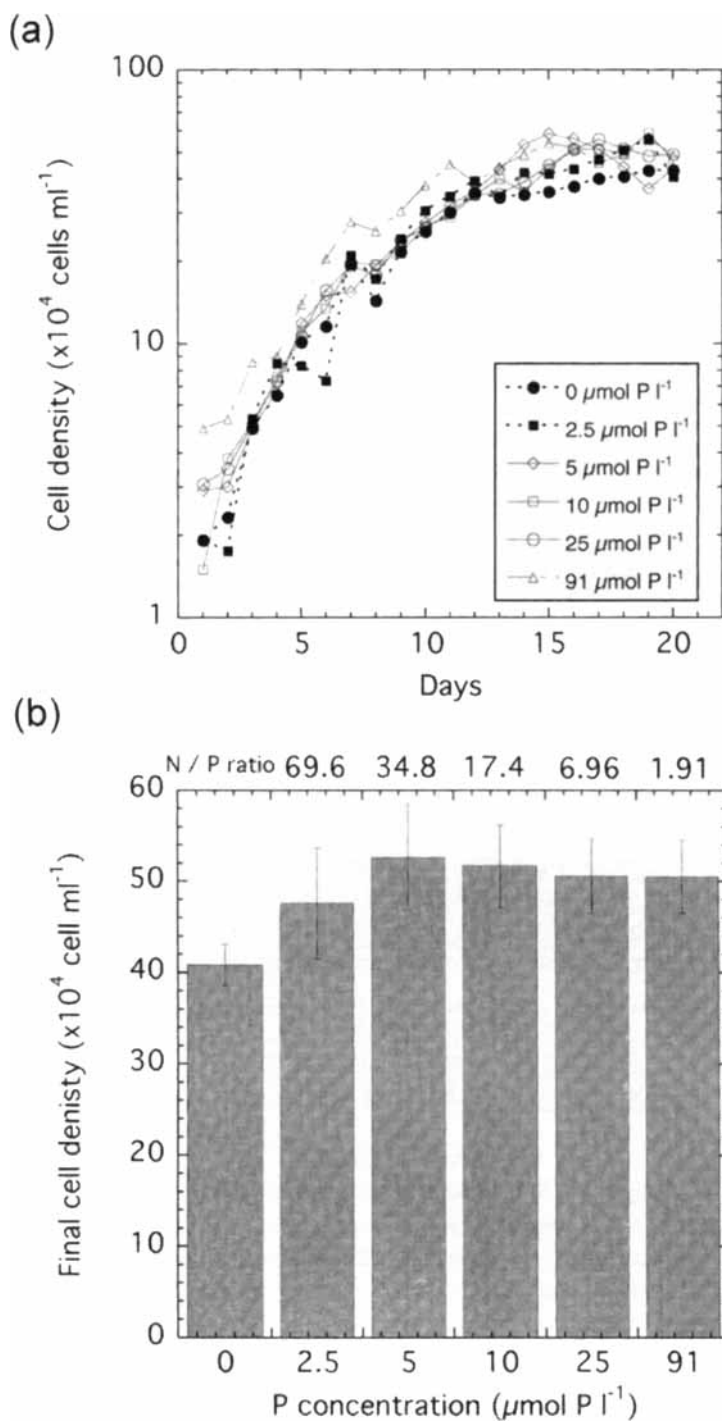 (a)
100
10
1
Cell density (x10⁴ cells ml⁻¹)
0 µmol P l⁻¹
2.5 µmol P l⁻¹
5 µmol P l⁻¹
10 µmol P l⁻¹
25 µmol P l⁻¹
91 µmol P l⁻¹
0 5 10 15 20
Days
(b)
N / P ratio 69.6 34.8 17.4 6.96 1.91
60
50
40
30
20
10
0
Final cell denisty (x10⁴ cell ml⁻¹)
0 2.5 5 10 25 91
P concentration (µmol P l⁻¹)